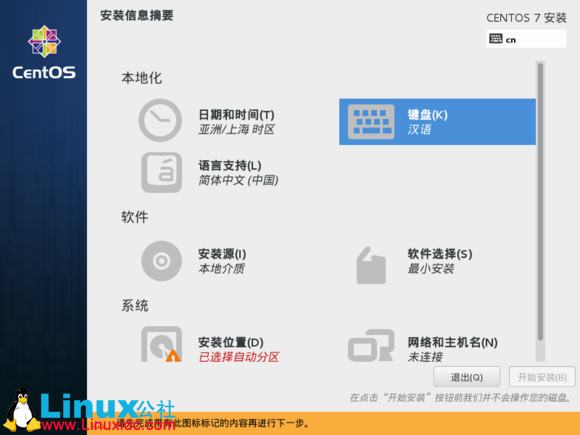 安装信息摘要
CENTOS 7 安装
cn
CentOS
本地化
日期和时间(T)
亚洲/上海 时区
键盘(K)
汉语
语言支持(L)
简体中文 (中国)
软件
安装源(I)
本地介质
软件选择(S)
最小安装
系统
安装位置(D)
已选择自动分区
网络和主机名(N)
未连接
退出(Q)
开始安装(B)
在点击“开始安装”按钮前我们并不会操作您的磁盘。
Linux公社
www.Linuxidc.com
请先完成带有此图标标记的内容再进行下一步。